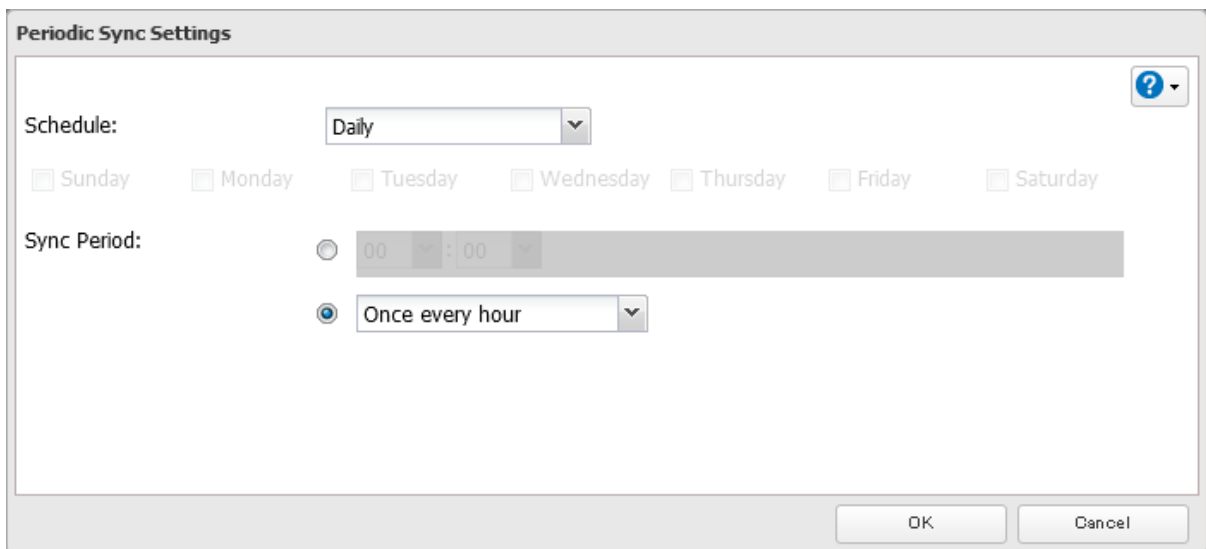 Periodic Sync Settings
?
Schedule: Daily
Sunday Monday Tuesday Wednesday Thursday Friday Saturday
Sync Period: 00 : 00
Once every hour
OK Cancel